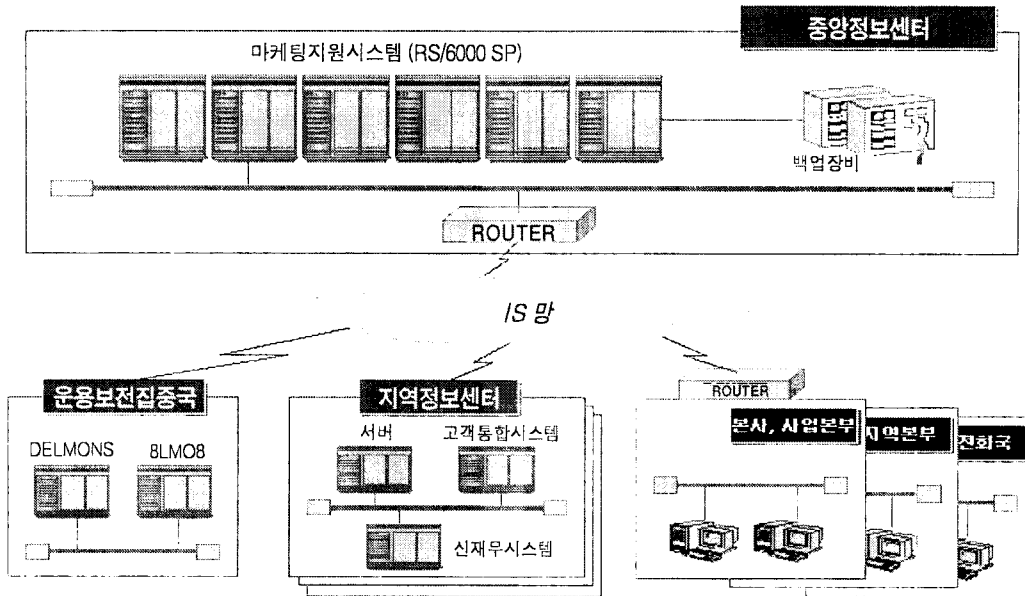 중앙정보센터
마케팅지원시스템 (RS/6000 SP)
백업장비
ROUTER
IS 망
운용보전집중국
DELMONS
8LMO8
지역정보센터
서버
고객통합시스템
신재우시스템
ROUTER
본사, 사업본부
지역본부
전화국